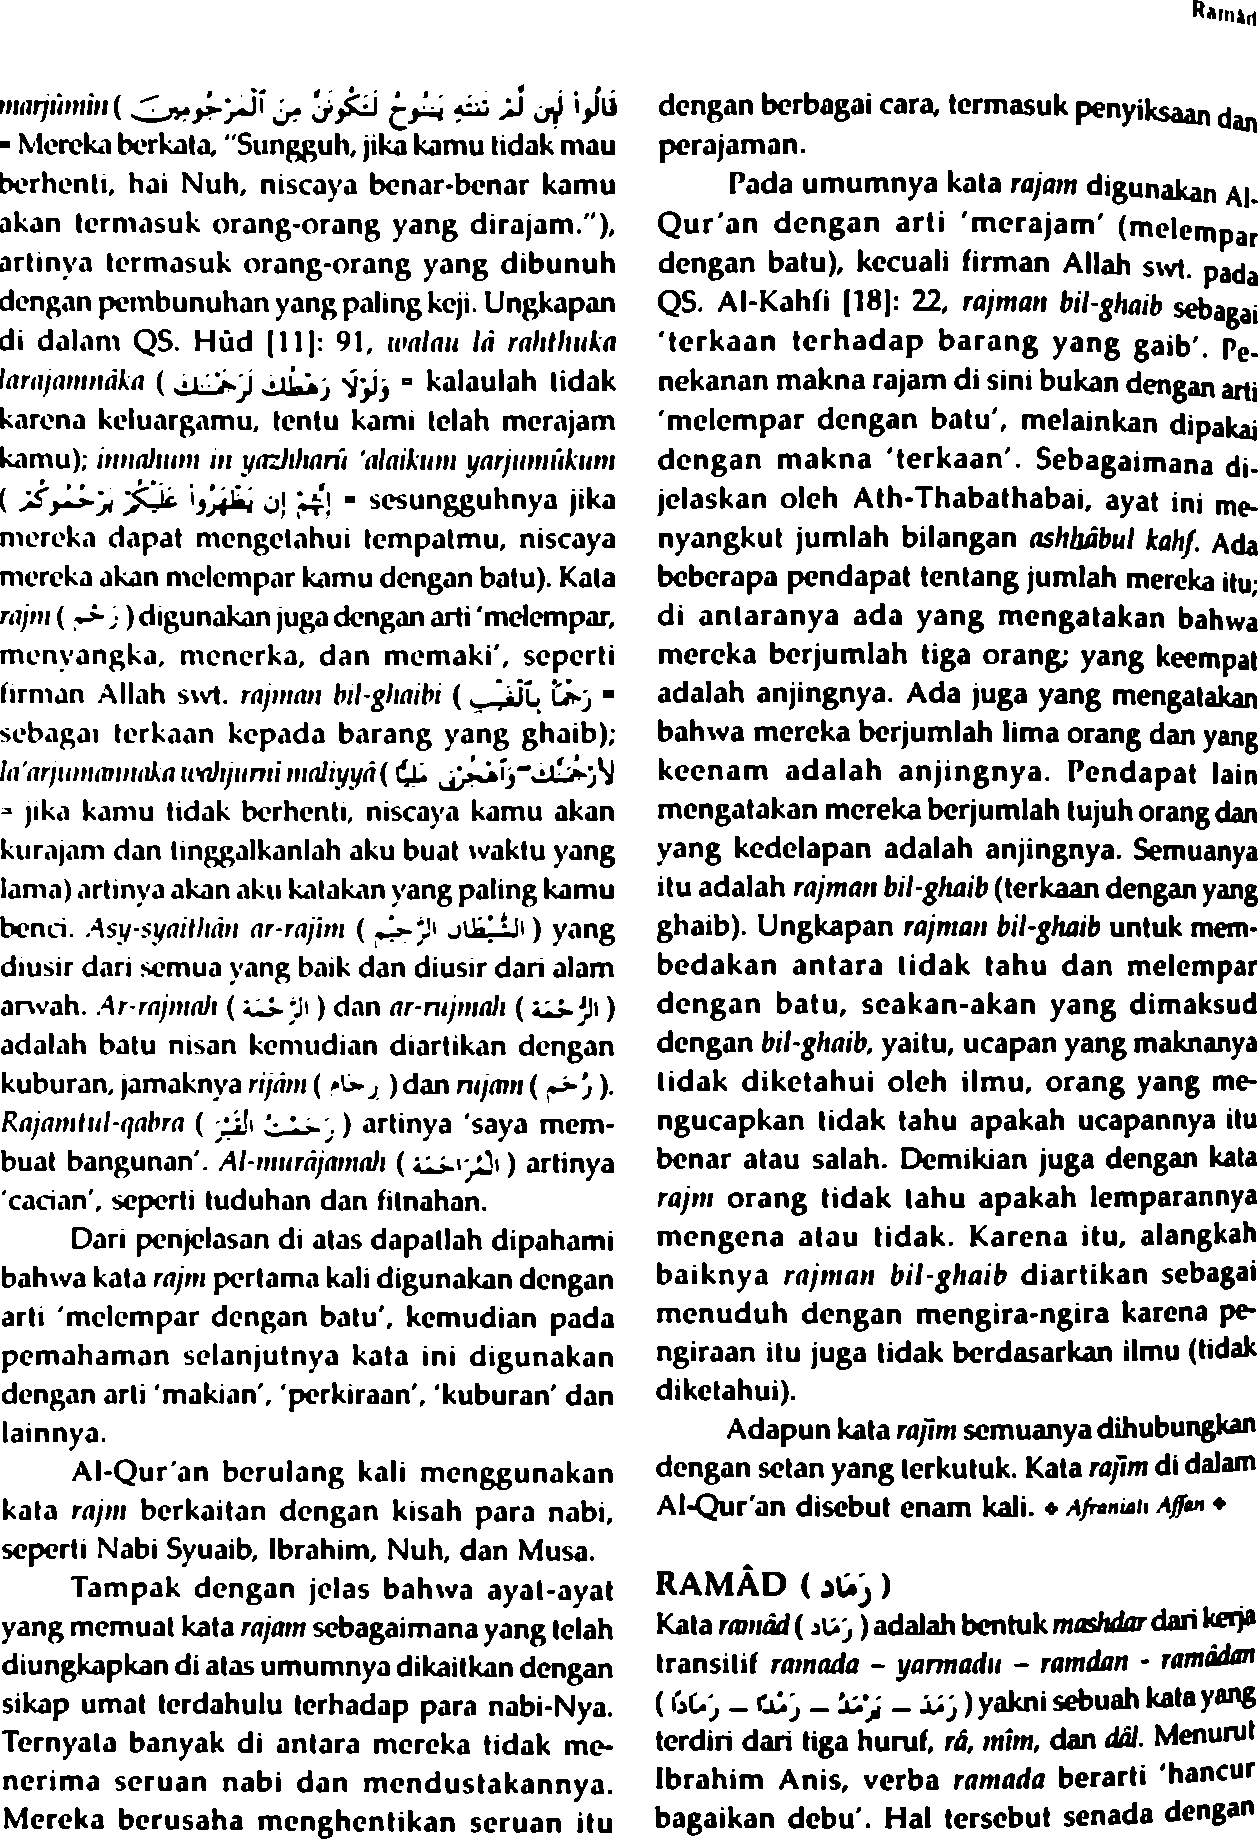 Ramâd
marjûmîn ( قَالُوا لَئِن لَّمْ تَنتَهِ يَٰنُوحُ لَتَكُونَنَّ مِنَ ٱلْمَرْجُومِينَ
= Mereka berkata, "Sungguh, jika kamu tidak mau
berhenti, hai Nuh, niscaya benar-benar kamu
akan termasuk orang-orang yang dirajam."),
artinya termasuk orang-orang yang dibunuh
dengan pembunuhan yang paling keji. Ungkapan
di dalam QS. Hûd [11]: 91, walau lâ rahthuka
larajamnâka ( وَلَوْلَا رَهْطُكَ لَرَجَمْنَٰكَ = kalaulah tidak
karena keluargamu, tentu kami telah merajam
kamu); innahum in yazhharû 'alaikum yarjumûkum
( إِنَّهُمْ إِن يَظْهَرُوا عَلَيْكُمْ يَرْجُمُوكُمْ = sesungguhnya jika
mereka dapat mengetahui tempatmu, niscaya
mereka akan melempar kamu dengan batu). Kata
rajm ( رَجْم ) digunakan juga dengan arti 'melempar,
menyangka, menerka, dan memaki', seperti
firman Allah swt. rajman bil-ghaibi ( رَجْمًا بِٱلْغَيْبِ =
sebagai terkaan kepada barang yang ghaib);
la'arjumannaka wahjurni maliyyâ ( لَأَرْجُمَنَّكَ وَٱهْجُرْنِي مَلِيًّا
= jika kamu tidak berhenti, niscaya kamu akan
kurajam dan tinggalkanlah aku buat waktu yang
lama) artinya akan aku katakan yang paling kamu
benci. Asy-syaithân ar-rajîm ( الشَّيْطَان الرَّجِيْم ) yang
diusir dari semua yang baik dan diusir dari alam
arwah. Ar-rajmah ( الرَّجْمَة ) dan ar-rujmah ( الرُّجْمَة )
adalah batu nisan kemudian diartikan dengan
kuburan, jamaknya rijâm ( رِجَام ) dan rujam ( رُجَم ).
Rajamtul-qabra ( رَجَمْتُ الْقَبْرَ ) artinya 'saya mem-
buat bangunan'. Al-murâjamah ( الْمُرَاجَمَة ) artinya
'cacian', seperti tuduhan dan fitnahan.
Dari penjelasan di atas dapatlah dipahami
bahwa kata rajm pertama kali digunakan dengan
arti 'melempar dengan batu', kemudian pada
pemahaman selanjutnya kata ini digunakan
dengan arti 'makian', 'perkiraan', 'kuburan' dan
lainnya.
Al-Qur'an berulang kali menggunakan
kata rajm berkaitan dengan kisah para nabi,
seperti Nabi Syuaib, Ibrahim, Nuh, dan Musa.
Tampak dengan jelas bahwa ayat-ayat
yang memuat kata rajam sebagaimana yang telah
diungkapkan di atas umumnya dikaitkan dengan
sikap umat terdahulu terhadap para nabi-Nya.
Ternyata banyak di antara mereka tidak me-
nerima seruan nabi dan mendustakannya.
Mereka berusaha menghentikan seruan itu
dengan berbagai cara, termasuk penyiksaan dan
perajaman.
Pada umumnya kata rajam digunakan Al-
Qur'an dengan arti 'merajam' (melempar
dengan batu), kecuali firman Allah swt. pada
QS. Al-Kahfi [18]: 22, rajman bil-ghaib sebagai
'terkaan terhadap barang yang gaib'. Pe-
nekanan makna rajam di sini bukan dengan arti
'melempar dengan batu', melainkan dipakai
dengan makna 'terkaan'. Sebagaimana di-
jelaskan oleh Ath-Thabathabai, ayat ini me-
nyangkut jumlah bilangan ashhâbul kahf. Ada
beberapa pendapat tentang jumlah mereka itu;
di antaranya ada yang mengatakan bahwa
mereka berjumlah tiga orang; yang keempat
adalah anjingnya. Ada juga yang mengatakan
bahwa mereka berjumlah lima orang dan yang
keenam adalah anjingnya. Pendapat lain
mengatakan mereka berjumlah tujuh orang dan
yang kedelapan adalah anjingnya. Semuanya
itu adalah rajman bil-ghaib (terkaan dengan yang
ghaib). Ungkapan rajman bil-ghaib untuk mem-
bedakan antara tidak tahu dan melempar
dengan batu, seakan-akan yang dimaksud
dengan bil-ghaib, yaitu, ucapan yang maknanya
tidak diketahui oleh ilmu, orang yang me-
ngucapkan tidak tahu apakah ucapannya itu
benar atau salah. Demikian juga dengan kata
rajm orang tidak tahu apakah lemparannya
mengena atau tidak. Karena itu, alangkah
baiknya rajman bil-ghaib diartikan sebagai
menuduh dengan mengira-ngira karena pe-
ngiraan itu juga tidak berdasarkan ilmu (tidak
diketahui).
Adapun kata rajîm semuanya dihubungkan
dengan setan yang terkutuk. Kata rajîm di dalam
Al-Qur'an disebut enam kali. ♦ Afraniati Affan ♦
RAMÂD ( رَمَاد )
Kata ramâd ( رَمَاد ) adalah bentuk mashdar dari kerja
transitif ramada – yarmadu – ramdan - ramâdan
( رَمَدَ – يَرْمَدُ – رَمْدًا – رَمَادًا ) yakni sebuah kata yang
terdiri dari tiga huruf, râ, mîm, dan dâl. Menurut
Ibrahim Anis, verba ramada berarti 'hancur
bagaikan debu'. Hal tersebut senada dengan